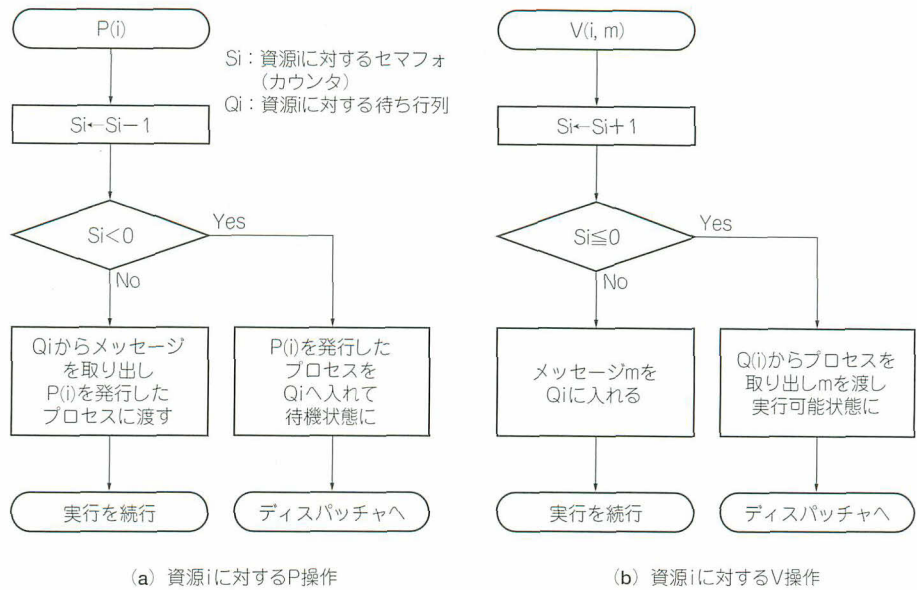 P(i)
Si：資源iに対するセマフォ
（カウンタ）
Qi：資源iに対する待ち行列
Si←Si−1
Si<0
Yes
No
Qiからメッセージ
を取り出し
P(i)を発行した
プロセスに渡す
P(i)を発行した
プロセスを
Qiへ入れて
待機状態に
実行を続行
ディスパッチャへ
(a) 資源iに対するP操作
V(i, m)
Si←Si+1
Si≦0
Yes
No
メッセージmを
Qiに入れる
Q(i)からプロセスを
取り出しmを渡し
実行可能状態に
実行を続行
ディスパッチャへ
(b) 資源iに対するV操作